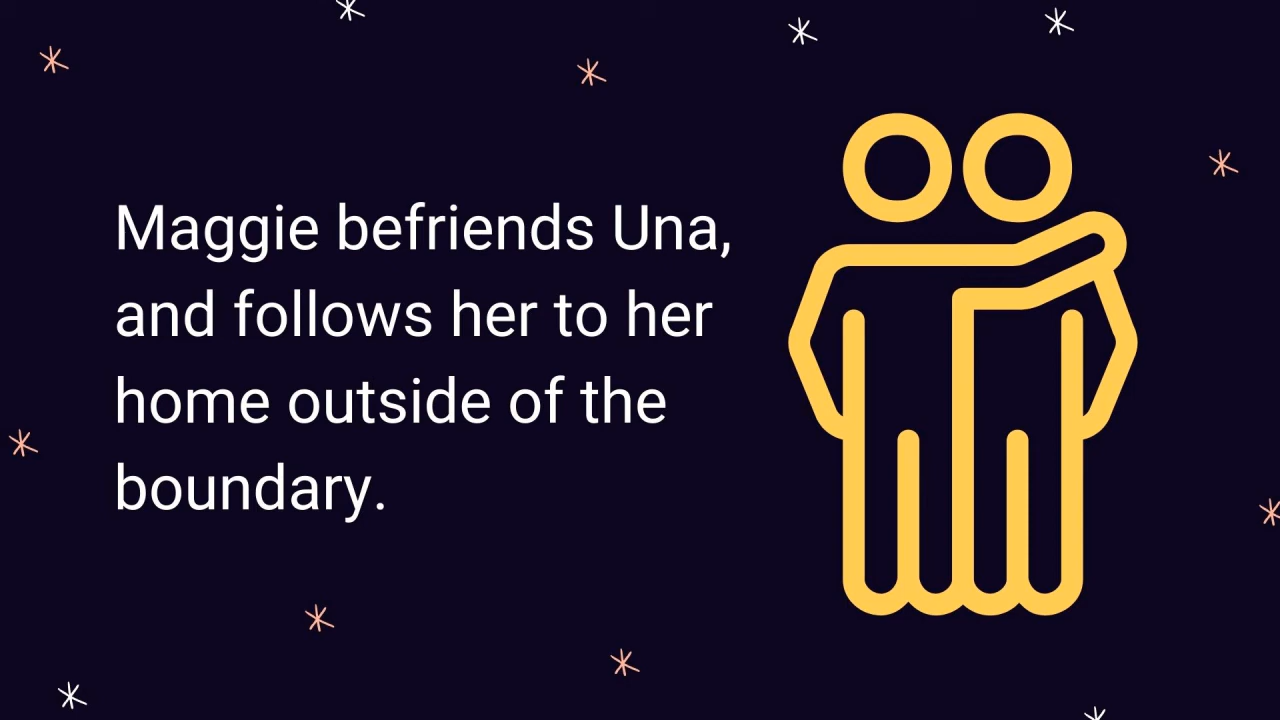 Maggie befriends Una,
and follows her to her
home outside of the
boundary.